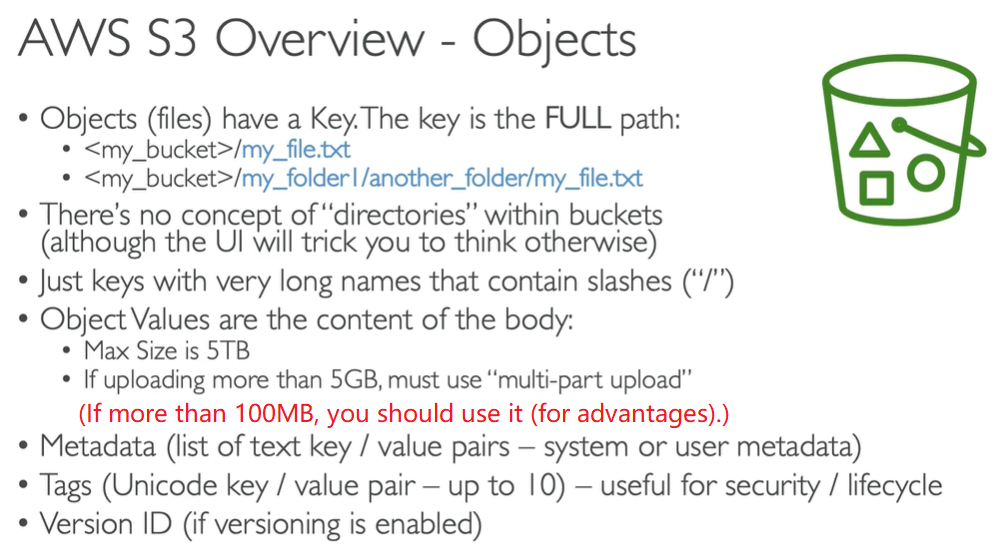 AWS S3 Overview - Objects
• Objects (files) have a Key. The key is the FULL path:
• <my_bucket>/my_file.txt
• <my_bucket>/my_folder1/another_folder/my_file.txt
• There's no concept of “directories” within buckets
(although the UI will trick you to think otherwise)
• Just keys with very long names that contain slashes (“/”)
• Object Values are the content of the body:
• Max Size is 5TB
• If uploading more than 5GB, must use “multi-part upload”
(If more than 100MB, you should use it (for advantages).)
• Metadata (list of text key / value pairs – system or user metadata)
• Tags (Unicode key / value pair – up to 10) – useful for security / lifecycle
• Version ID (if versioning is enabled)